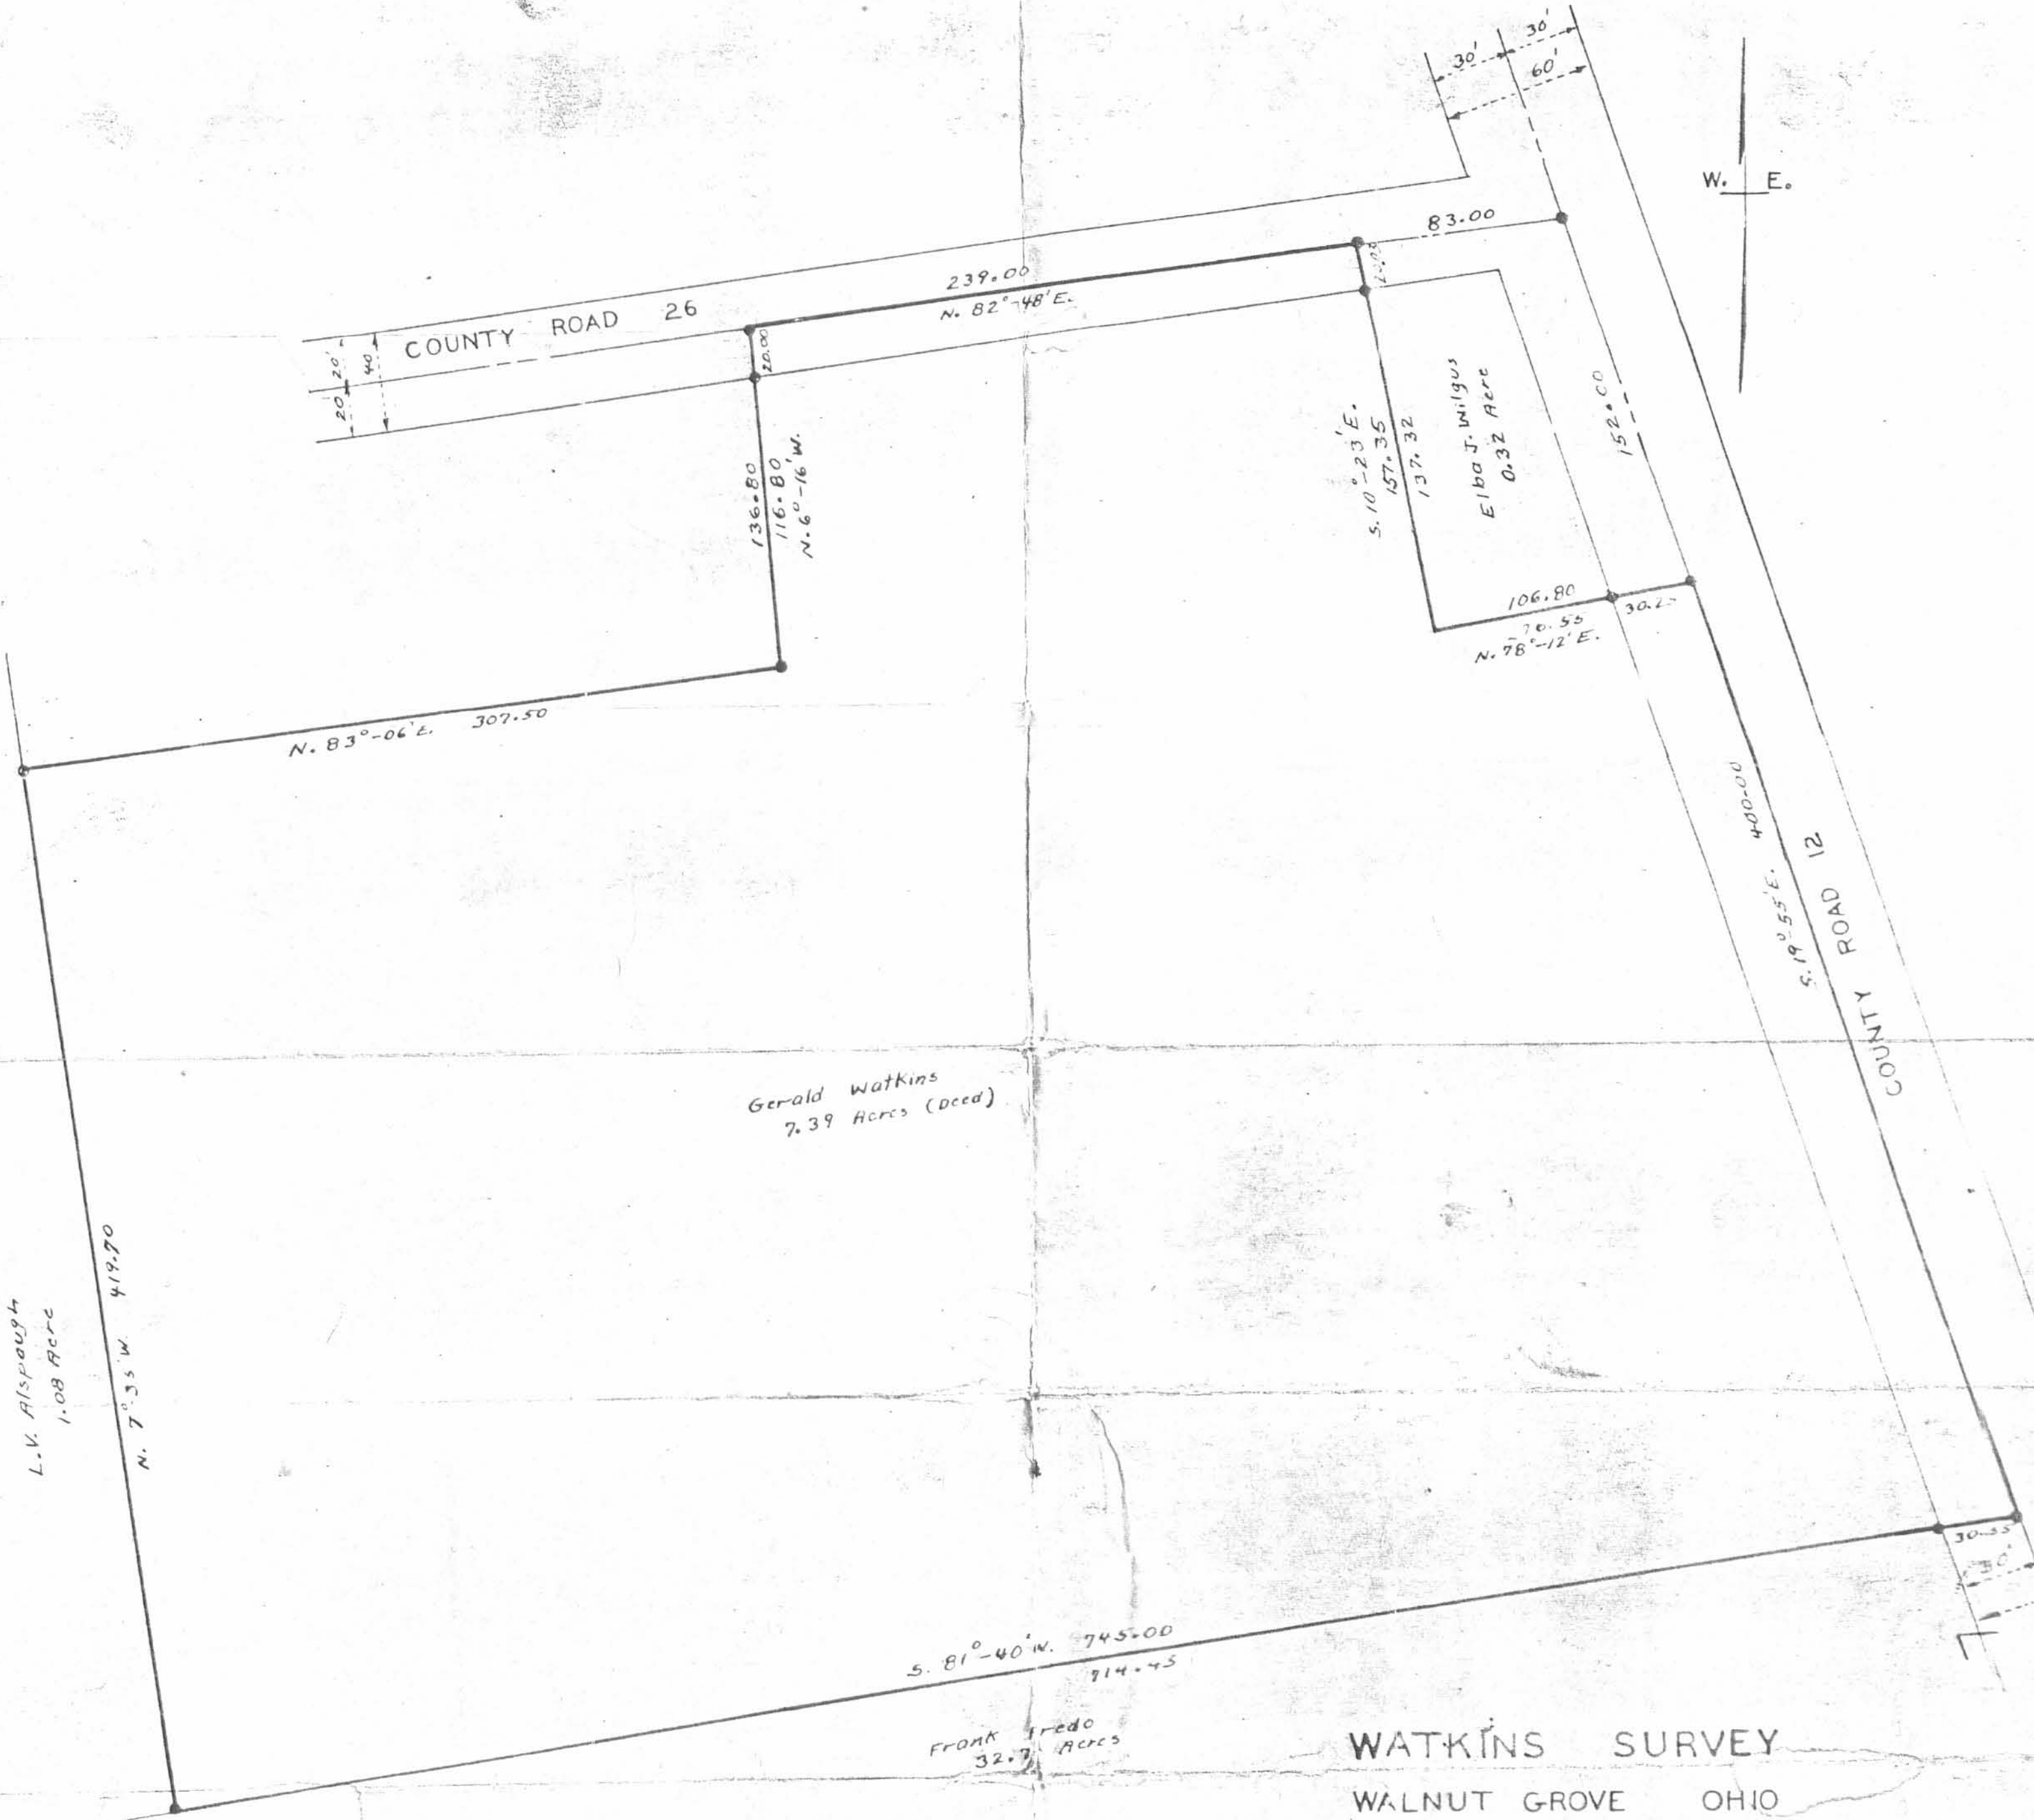 30'
30'
60'
W. E.
83.00
239.00
N. 82°-48' E.
COUNTY ROAD 26
20.00
20'
20'
40'
136.80
116.80
N. 6°-16' W.
S. 10°-23' E.
157.35
137.32
Elba J. Wilgus
0.32 Acre
152.00
106.80
76.55
N. 78°-12' E.
N. 83°-06' E. 307.50
S. 19°-55' E. 400.00
COUNTY ROAD 12
Gerald Watkins
7.39 Acres (Deed)
L.V. Alspaugh
1.08 Acre
N. 7°-35' W. 419.70
30.55
S. 81°-40' W. 745.00
714.45
Frank
Acres
WATKINS SURVEY
WALNUT GROVE OHIO